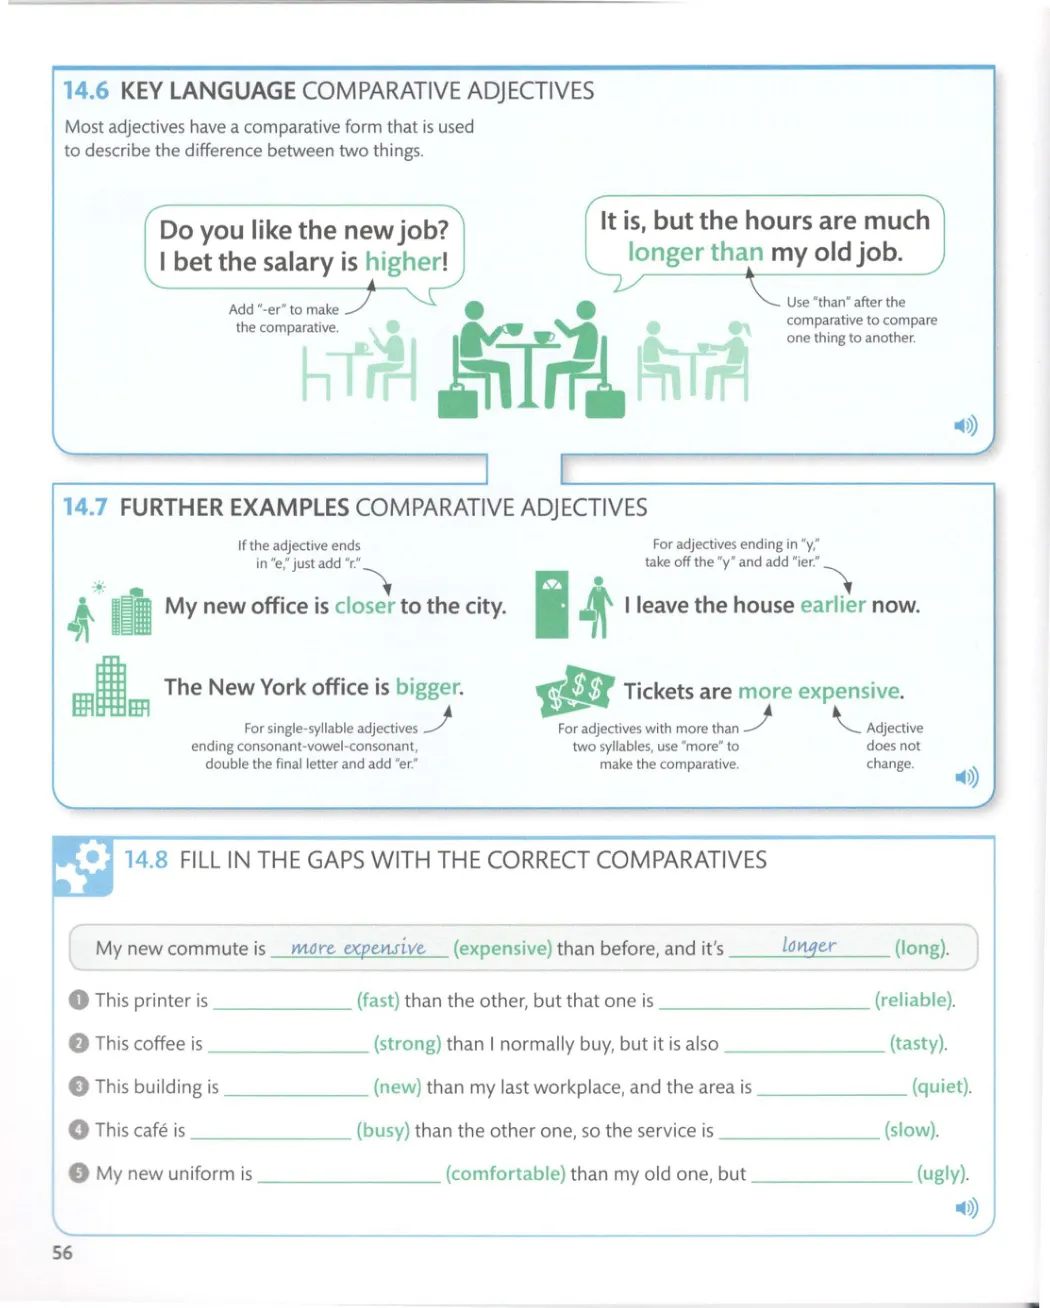 14.6 KEY LANGUAGE COMPARATIVE ADJECTIVES
Most adjectives have a comparative form that is used
to describe the difference between two things.
Do you like the new job?
I bet the salary is higher!
It is, but the hours are much
longer than my old job.
Add "-er" to make
the comparative.
Use "than" after the
comparative to compare
one thing to another.
14.7 FURTHER EXAMPLES COMPARATIVE ADJECTIVES
If the adjective ends
in "e," just add "r."
My new office is closer to the city.
For adjectives ending in "y,"
take off the "y" and add "ier."
I leave the house earlier now.
The New York office is bigger.
For single-syllable adjectives
ending consonant-vowel-consonant,
double the final letter and add "er."
$ $ $
Tickets are more expensive.
For adjectives with more than
two syllables, use "more" to
make the comparative.
Adjective
does not
change.
14.8 FILL IN THE GAPS WITH THE CORRECT COMPARATIVES
My new commute is more expensive (expensive) than before, and it's longer (long).
1 This printer is ______________ (fast) than the other, but that one is ______________ (reliable).
2 This coffee is ______________ (strong) than I normally buy, but it is also ______________ (tasty).
3 This building is ______________ (new) than my last workplace, and the area is ______________ (quiet).
4 This café is ______________ (busy) than the other one, so the service is ______________ (slow).
5 My new uniform is ______________ (comfortable) than my old one, but ______________ (ugly).
56